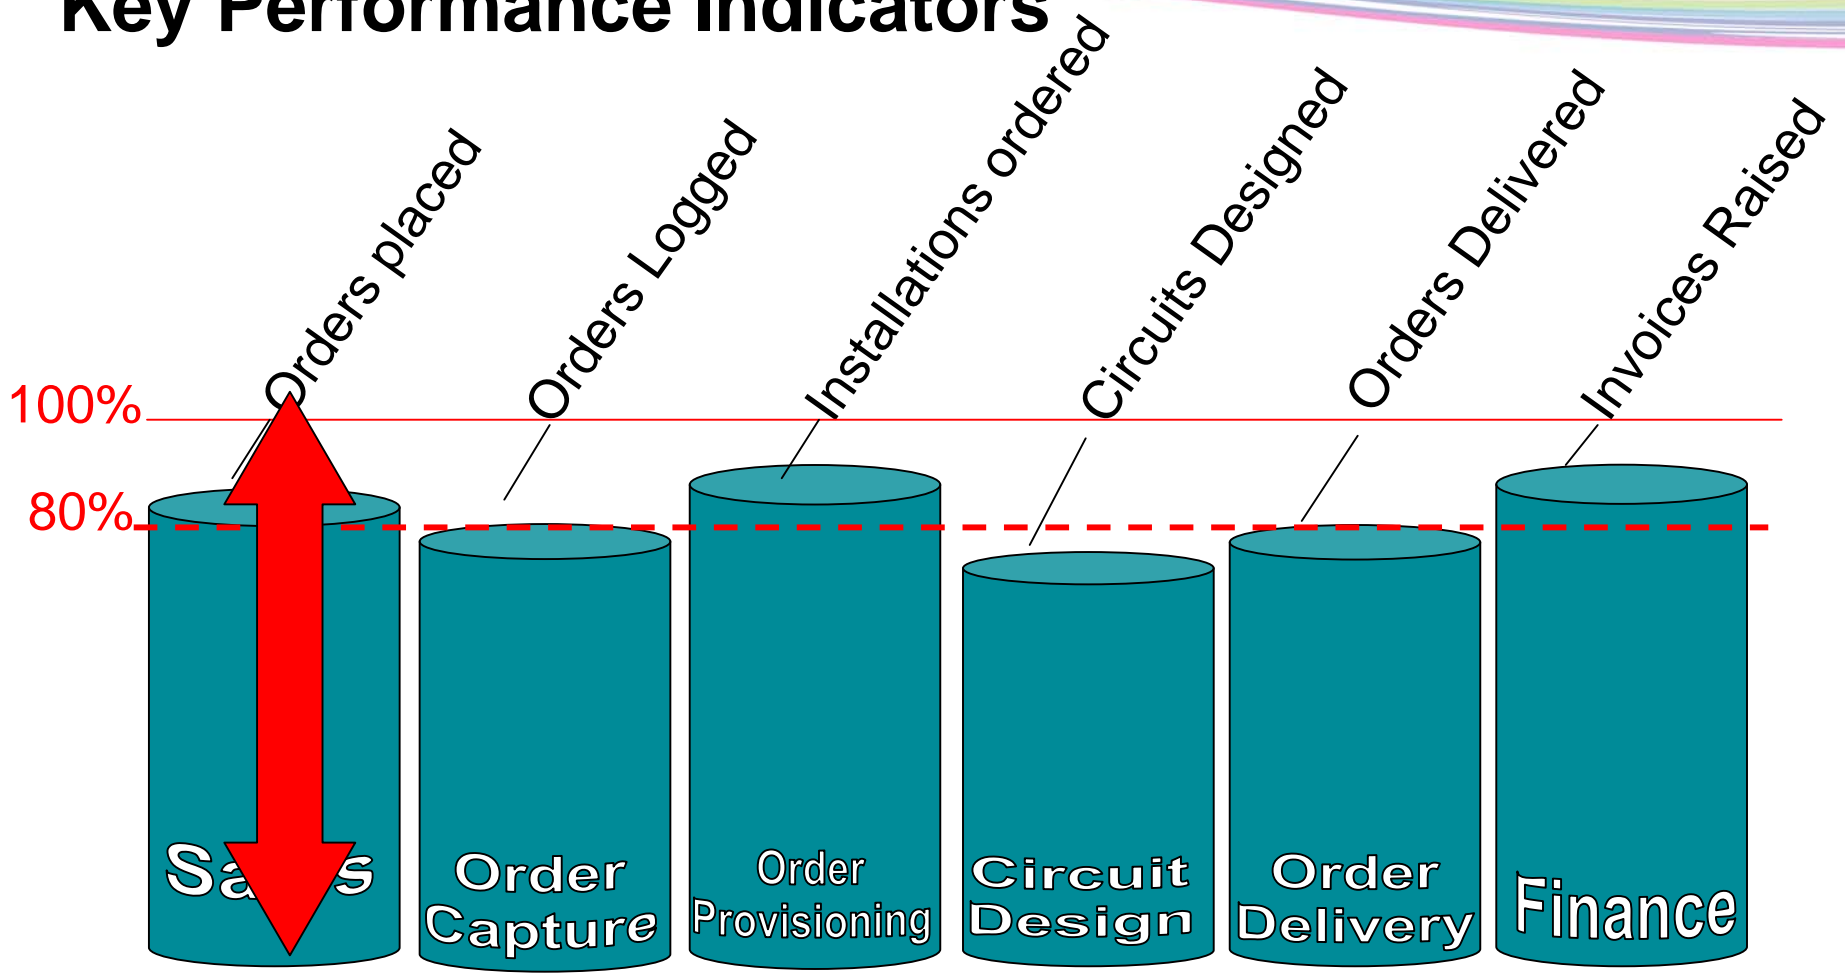 Key Performance Indicators
Orders placed
Orders Logged
Installations ordered
Circuits Designed
Orders Delivered
Invoices Raised
100%
80%
Order
Capture
Order
Provisioning
Circuit
Design
Order
Delivery
Finance